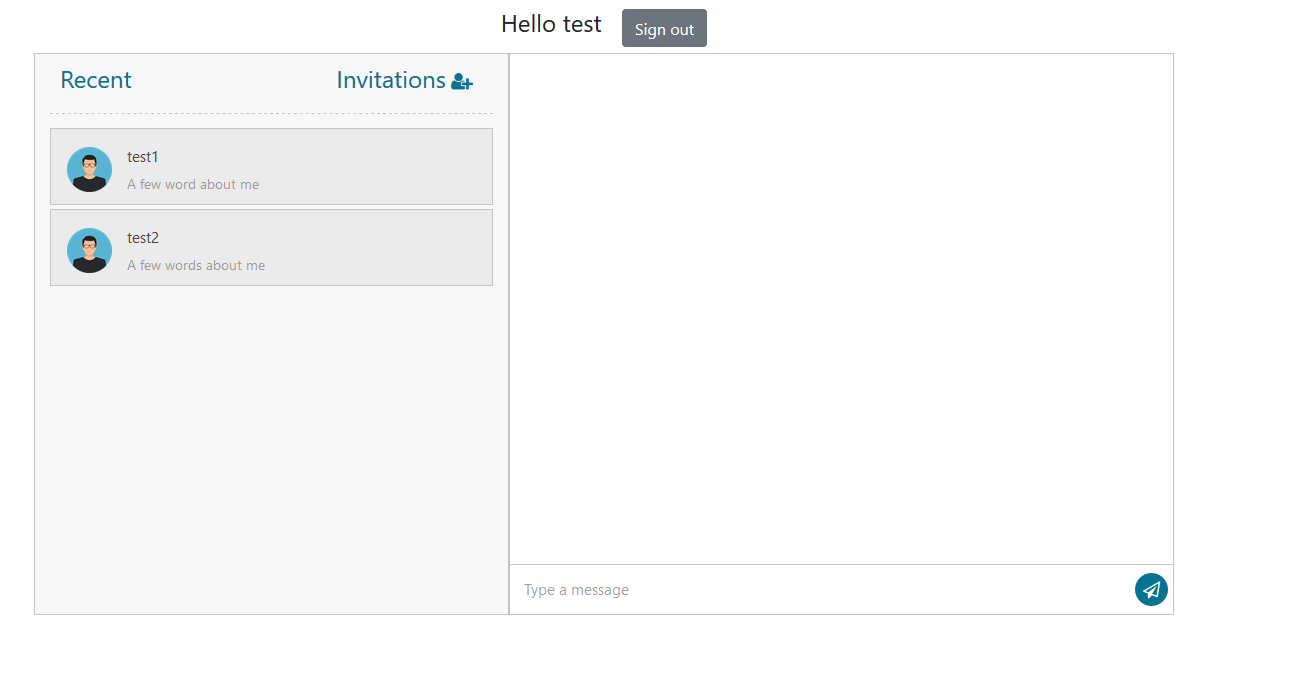 Hello test
Sign out
Recent
Invitations
test1
A few word about me
test2
A few words about me
Type a message